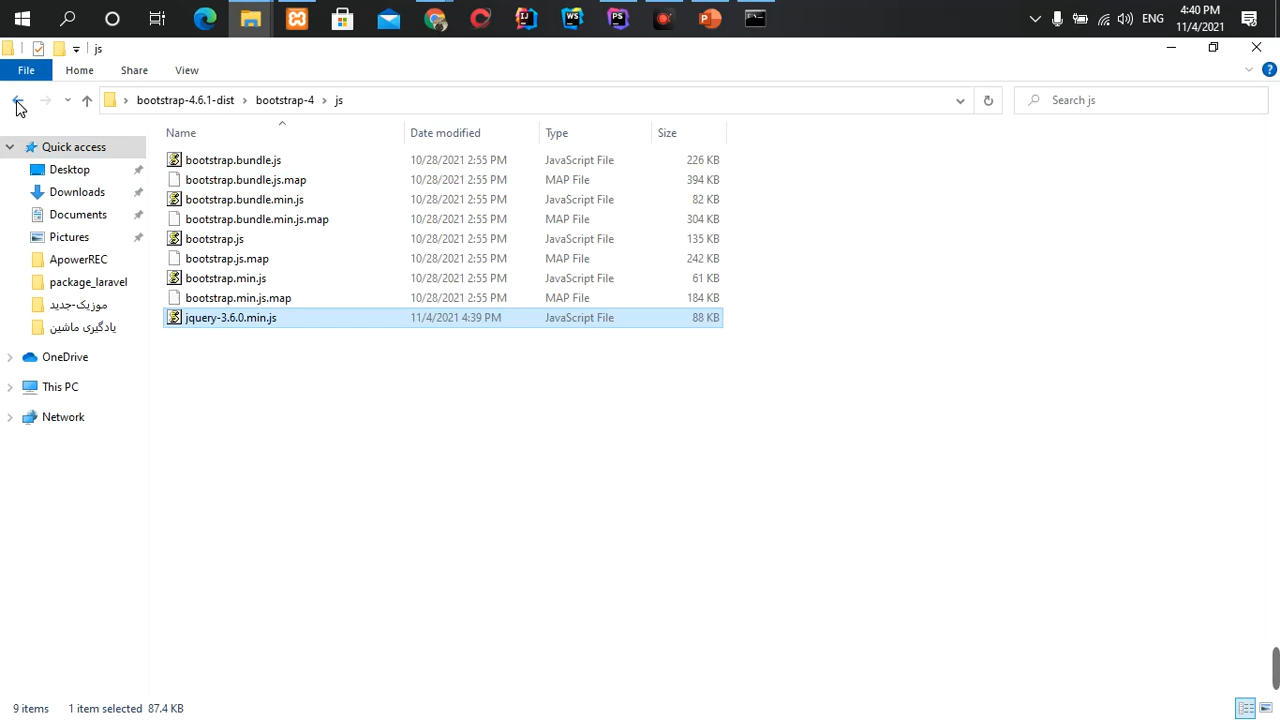 4:40 PM
ENG
11/4/2021
js
File Home Share View
bootstrap-4.6.1-dist bootstrap-4 js
Search js
Name Date modified Type Size
Quick access
Desktop
Downloads
Documents
Pictures
ApowerREC
package_laravel
موزیک-جدید
یادگیری ماشین
OneDrive
This PC
Network
bootstrap.bundle.js 10/28/2021 2:55 PM JavaScript File 226 KB
bootstrap.bundle.js.map 10/28/2021 2:55 PM MAP File 394 KB
bootstrap.bundle.min.js 10/28/2021 2:55 PM JavaScript File 82 KB
bootstrap.bundle.min.js.map 10/28/2021 2:55 PM MAP File 304 KB
bootstrap.js 10/28/2021 2:55 PM JavaScript File 135 KB
bootstrap.js.map 10/28/2021 2:55 PM MAP File 242 KB
bootstrap.min.js 10/28/2021 2:55 PM JavaScript File 61 KB
bootstrap.min.js.map 10/28/2021 2:55 PM MAP File 184 KB
jquery-3.6.0.min.js 11/4/2021 4:39 PM JavaScript File 88 KB
9 items 1 item selected 87.4 KB